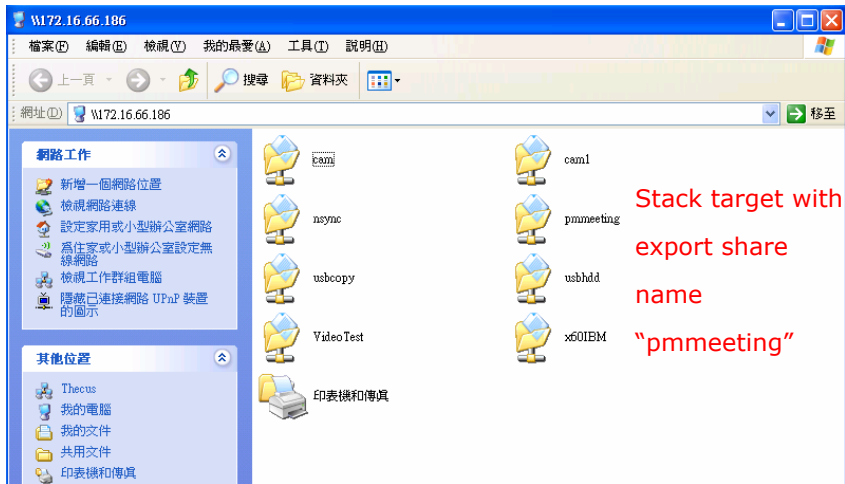 \\172.16.66.186
檔案(F) 編輯(E) 檢視(V) 我的最愛(A) 工具(T) 說明(H)
上一頁 搜尋 資料夾
網址(D) \\172.16.66.186 移至
網路工作
新增一個網路位置
檢視網路連線
設定家用或小型辦公室網路
為住家或小型辦公室設定無
線網路
檢視工作群組電腦
隱藏已連接網路 UPnP 裝置
的圖示
其他位置
Thecus
我的電腦
我的文件
共用文件
印表機和傳真
cam cam1
nsync pmmeeting
usbcopy usbhdd
VideoTest x60IBM
印表機和傳真
Stack target with
export share
name
“pmmeeting”